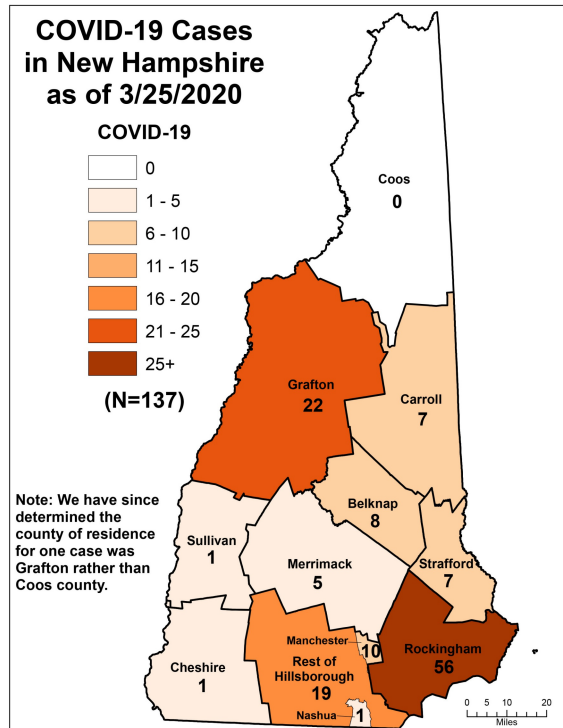 COVID-19 Cases
in New Hampshire
as of 3/25/2020
COVID-19
0
1 - 5
6 - 10
11 - 15
16 - 20
21 - 25
25+
(N=137)
Coos
0
Grafton
22
Carroll
7
Note: We have since
determined the
county of residence
for one case was
Grafton rather than
Coos county.
Belknap
8
Sullivan
1
Merrimack
5
Strafford
7
Manchester
10
Rockingham
56
Cheshire
1
Rest of
Hillsborough
19
Nashua
1
0 5 10 20
Miles